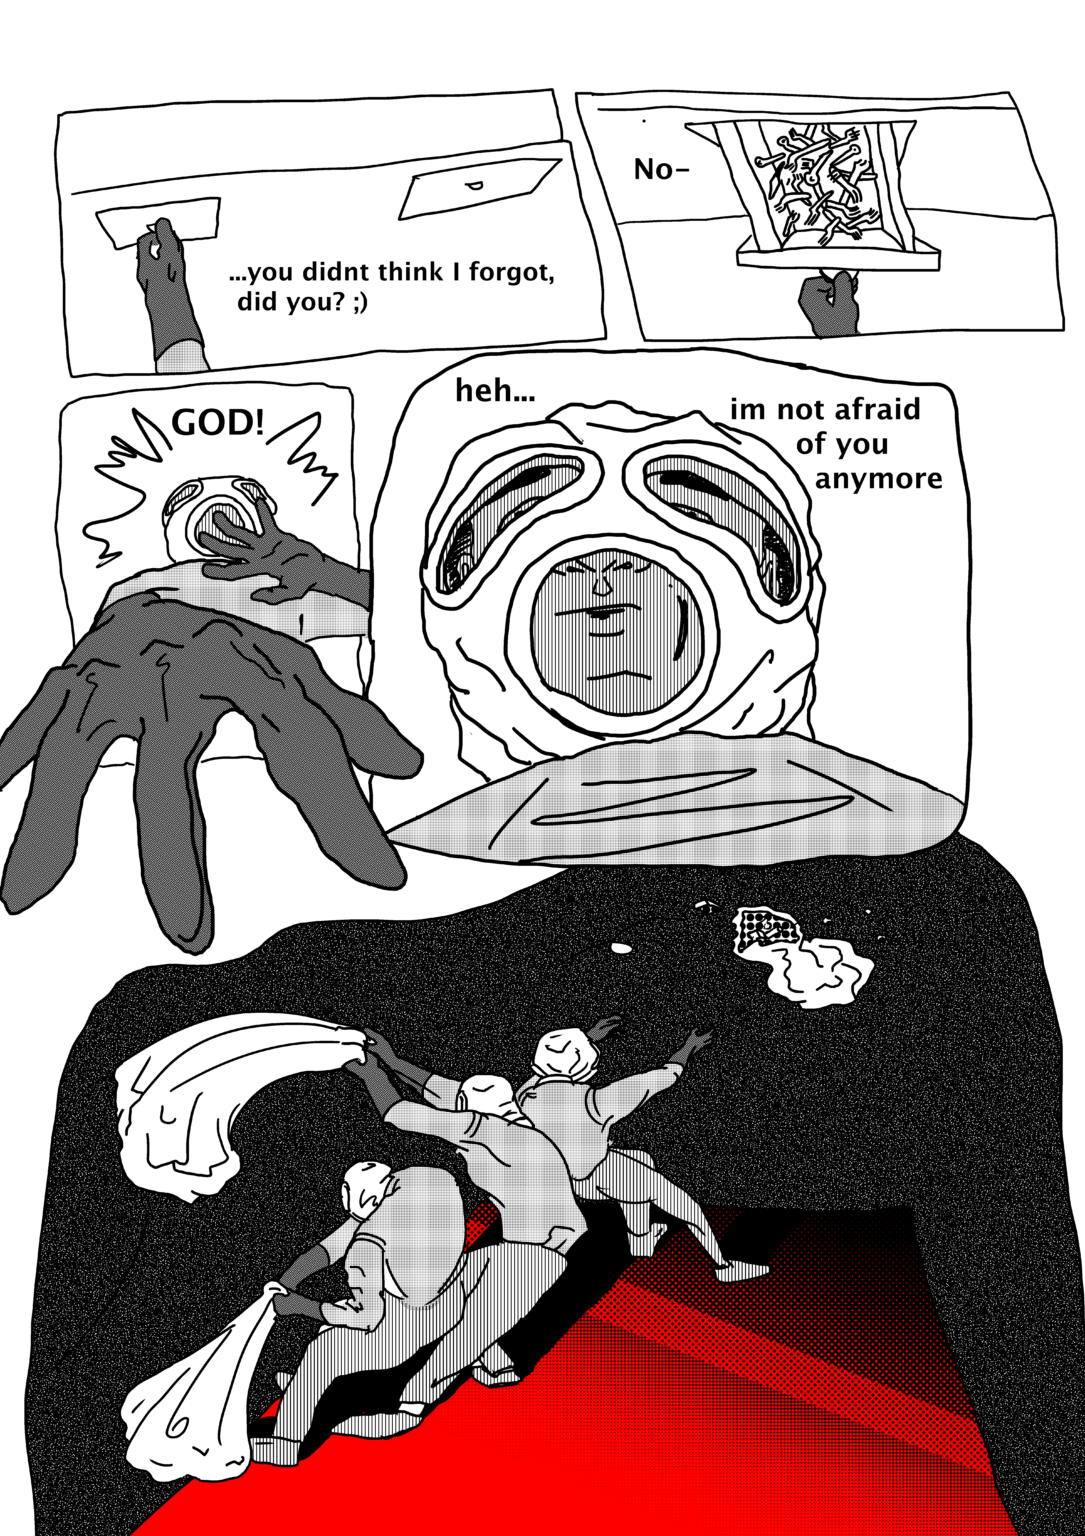 ...you didnt think I forgot,
did you? ;)
No-
GOD!
heh...
im not afraid
of you
anymore